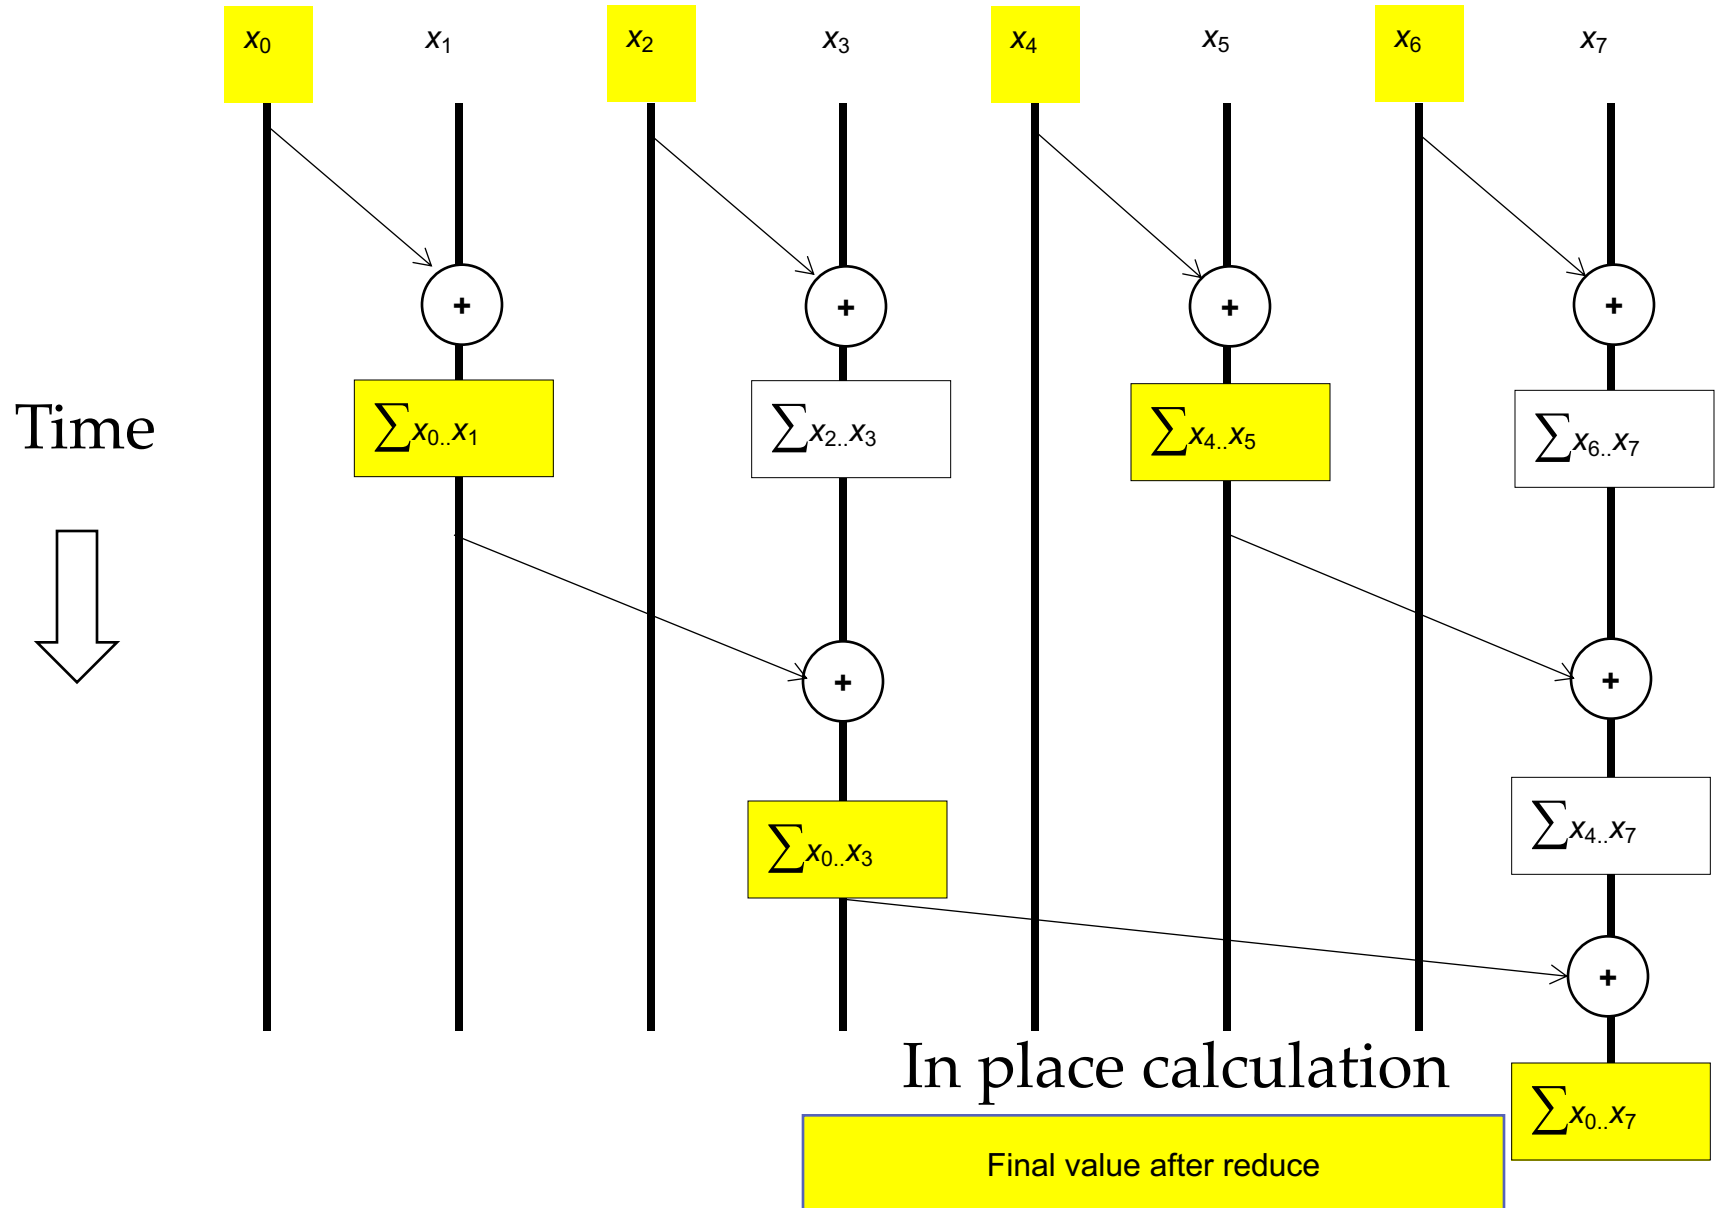 x₀ x₁ x₂ x₃ x₄ x₅ x₆ x₇
+ + + +
∑x₀..x₁ ∑x₂..x₃ ∑x₄..x₅ ∑x₆..x₇
Time
+ +
∑x₀..x₃ ∑x₄..x₇
+
In place calculation
∑x₀..x₇
Final value after reduce